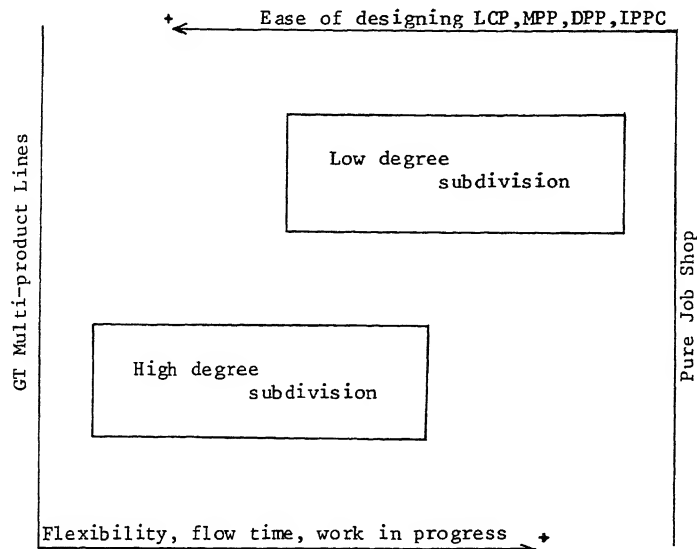 + Ease of designing LCP,MPP,DPP,IPPC
GT Multi-product Lines
Low degree
subdivision
Pure Job Shop
High degree
subdivision
Flexibility, flow time, work in progress +